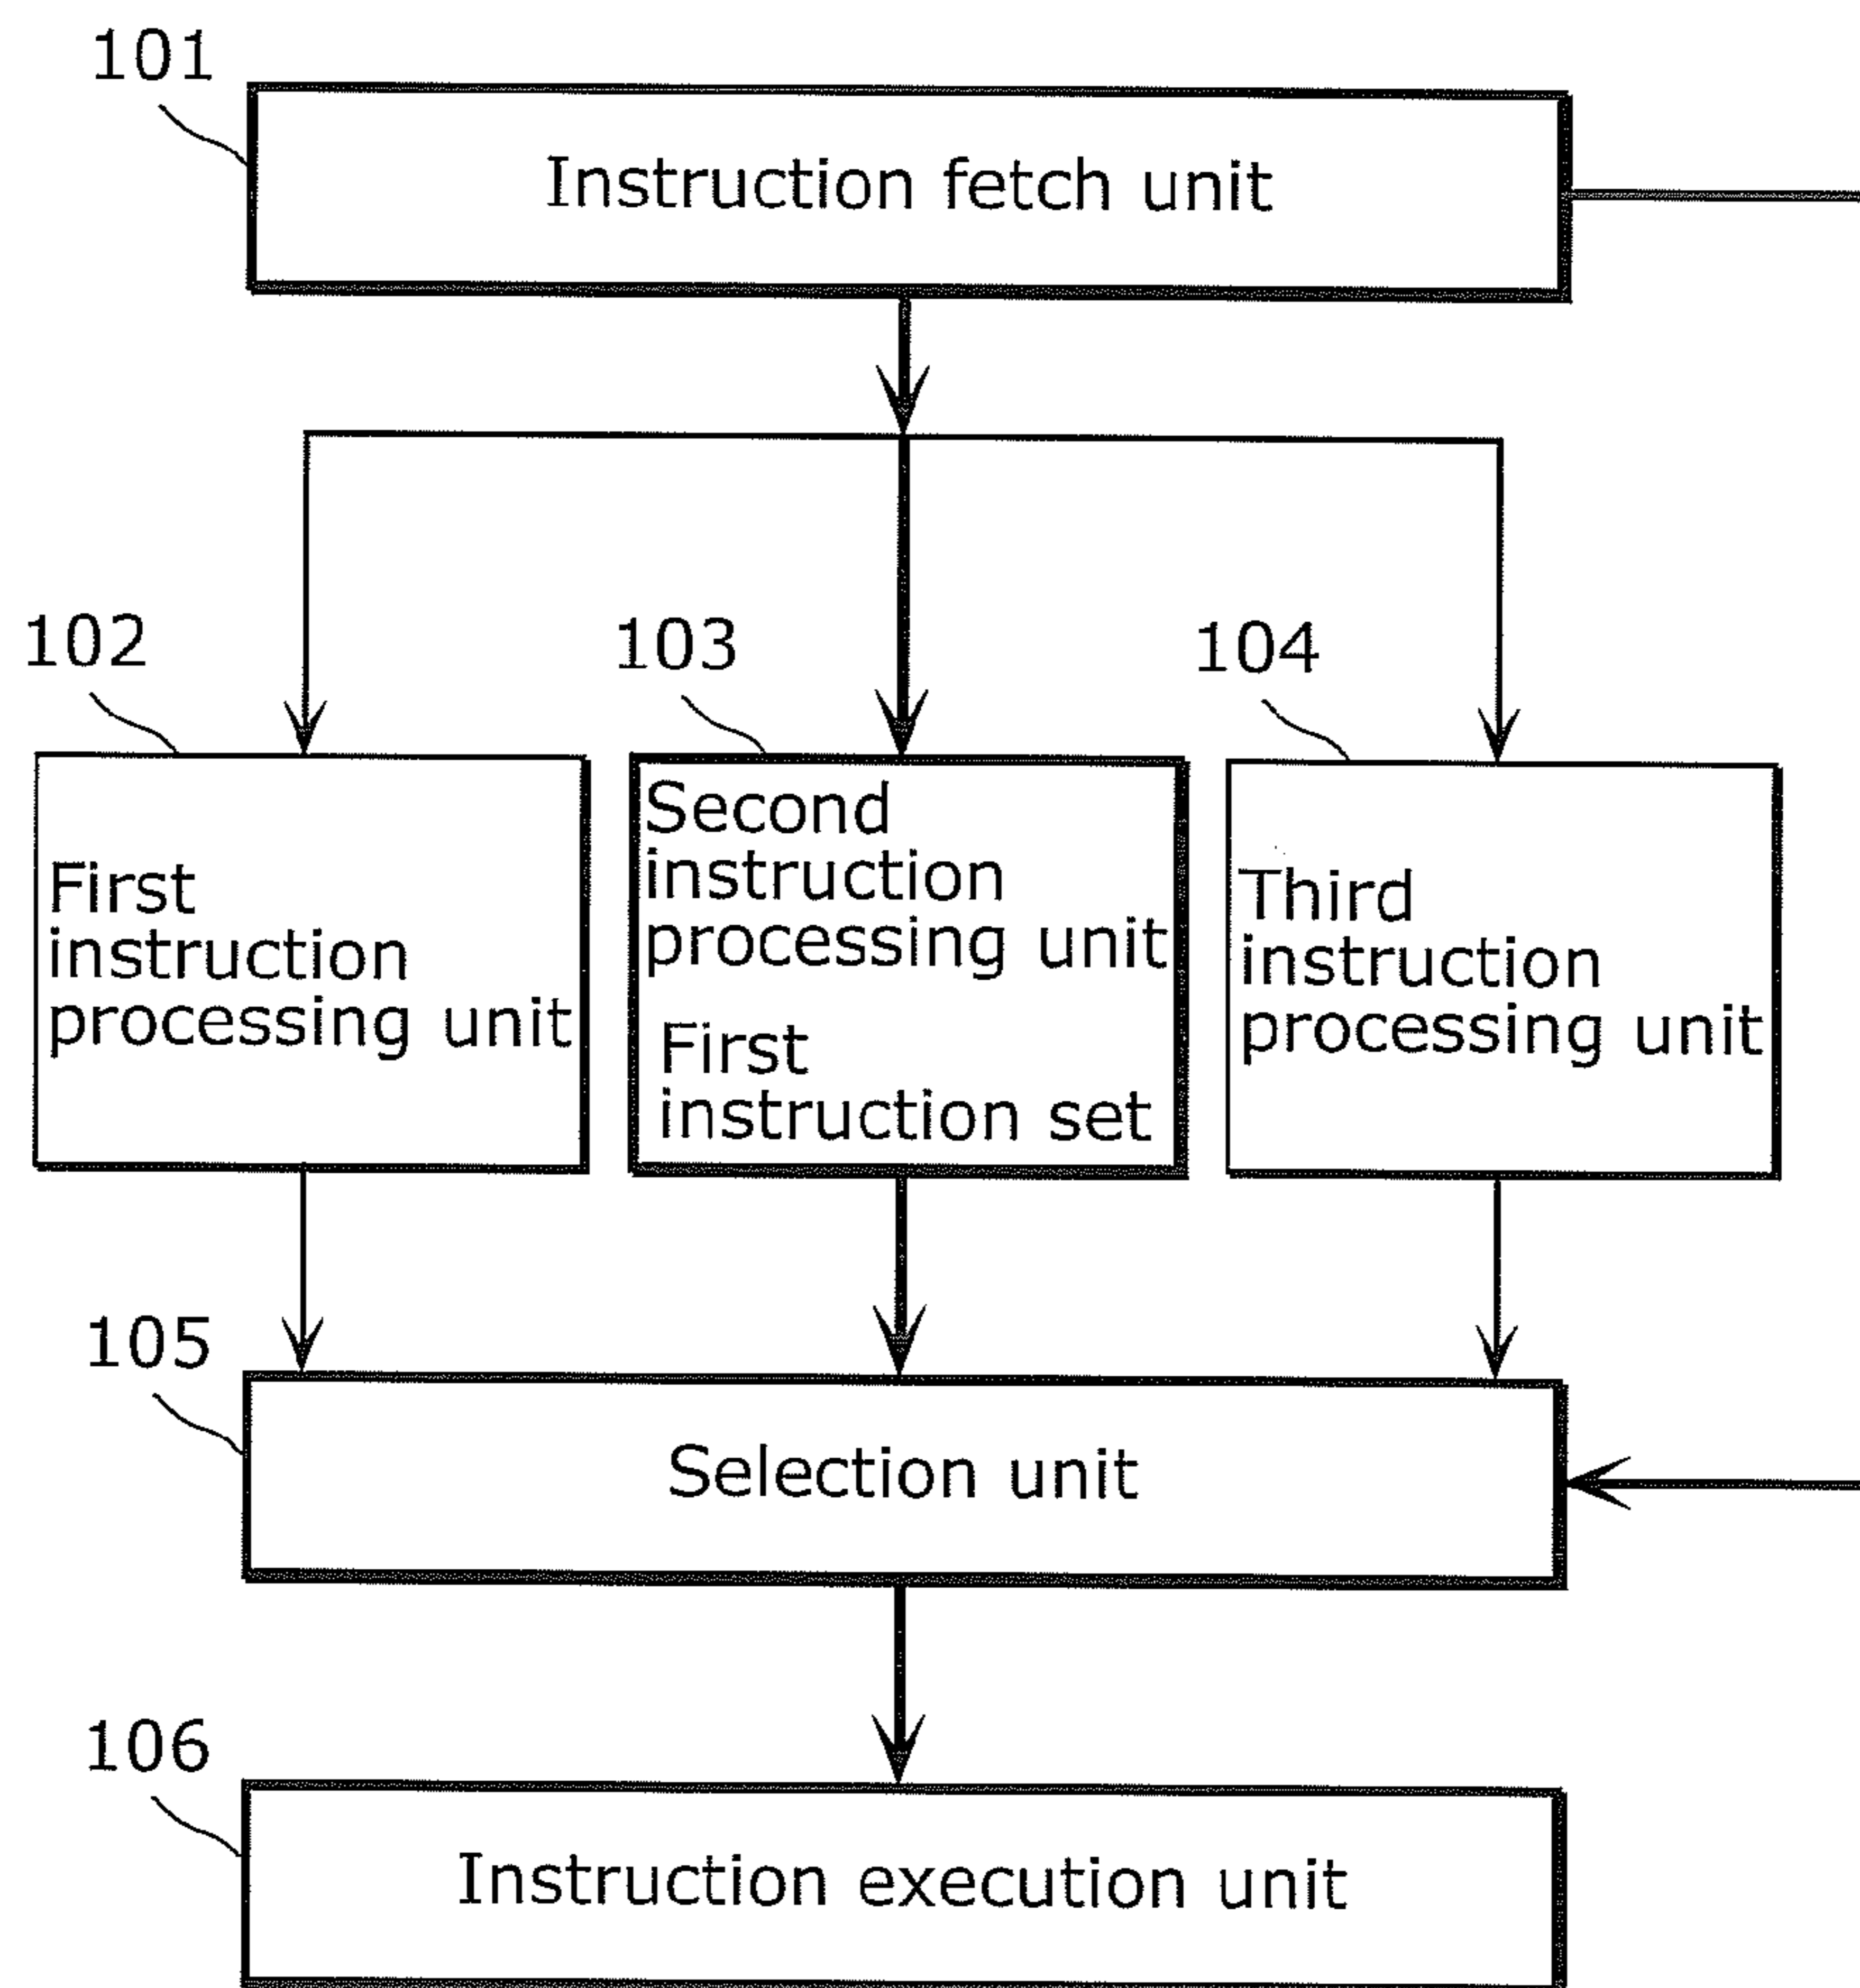 101
Instruction fetch unit
102
103
104
First
instruction
processing unit
Second
instruction
processing unit
First
instruction set
Third
instruction
processing unit
105
Selection unit
106
Instruction execution unit